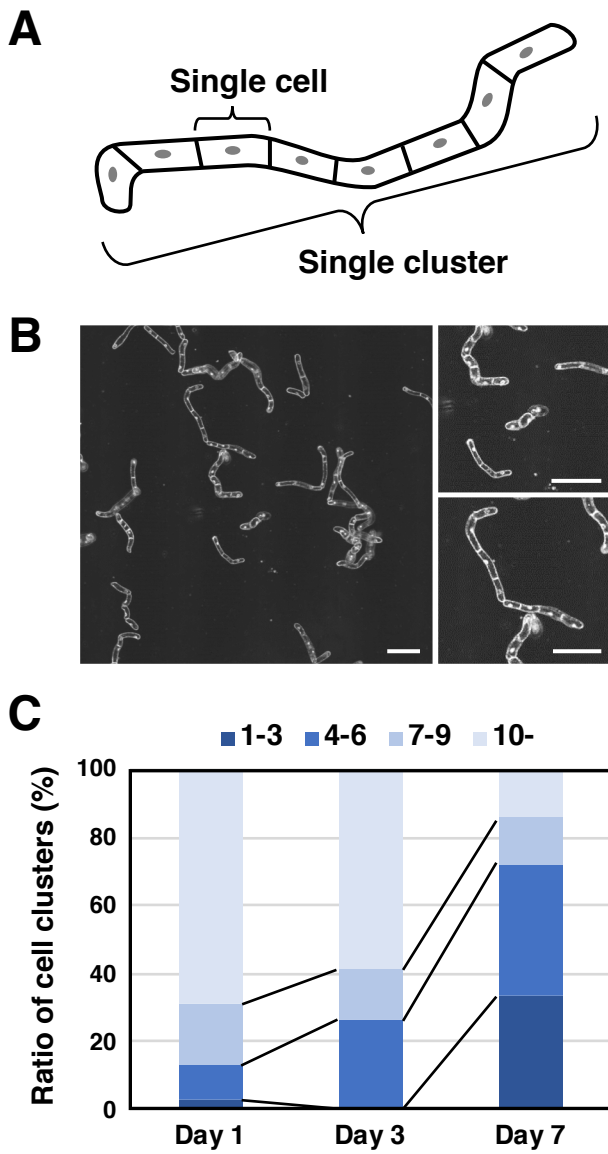 A
Single cell
Single cluster
B
C
1-3 4-6 7-9 10-
Ratio of cell clusters (%)
100
80
60
40
20
0
Day 1 Day 3 Day 7